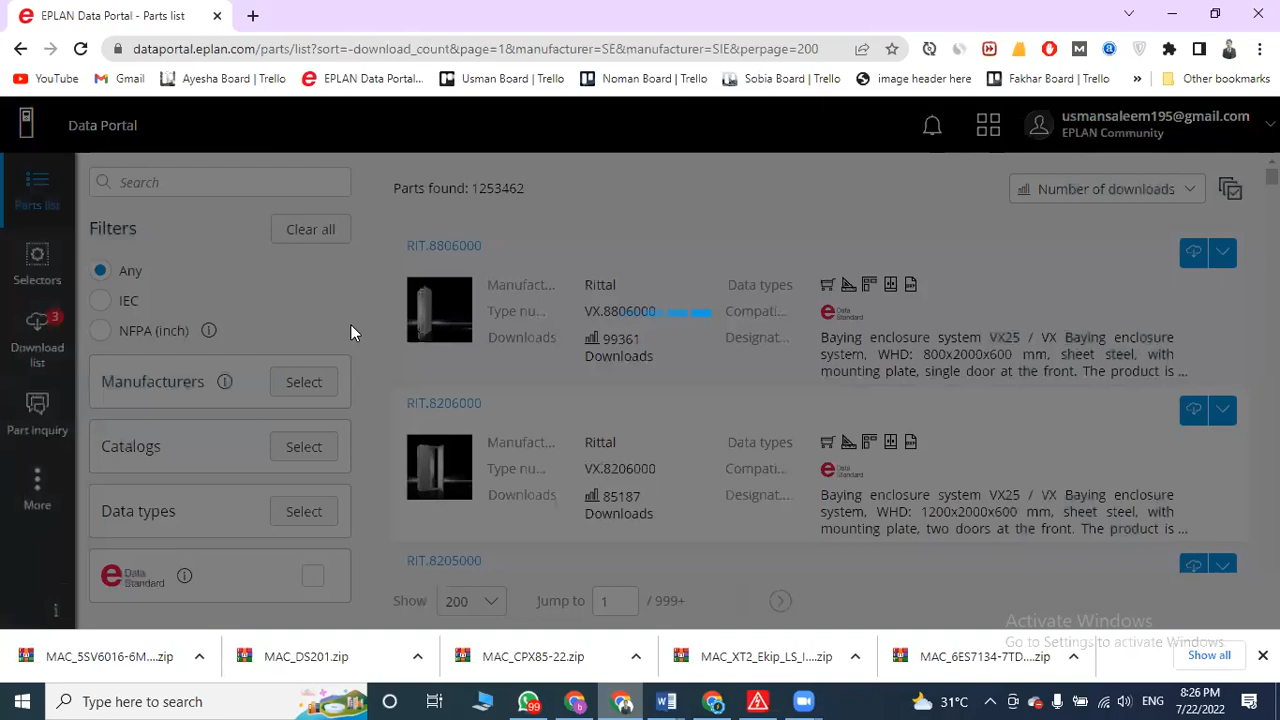 EPLAN Data Portal - Parts list
dataportal.eplan.com/parts/list?sort=-download_count&page=1&manufacturer=SE&manufacturer=SIE&perpage=200
YouTube Gmail Ayesha Board | Trello EPLAN Data Portal... Usman Board | Trello Noman Board | Trello Sobia Board | Trello image header here Fakhar Board | Trello » Other bookmarks
Data Portal
usmansaleem195@gmail.com
EPLAN Community
Parts list
Selectors
3
Download
list
Part inquiry
More
Search
Filters Clear all
Any
IEC
NFPA (inch)
Manufacturers Select
Catalogs Select
Data types Select
Data
Standard
Parts found: 1253462 Number of downloads
RIT.8806000
Manufact... Rittal Data types
Type nu... VX.8806000 Compati... Data
Standard
Downloads 99361
Downloads
Designat... Baying enclosure system VX25 / VX Baying enclosure
system, WHD: 800x2000x600 mm, sheet steel, with
mounting plate, single door at the front. The product is ...
RIT.8206000
Manufact... Rittal Data types
Type nu... VX.8206000 Compati... Data
Standard
Downloads 85187
Downloads
Designat... Baying enclosure system VX25 / VX Baying enclosure
system, WHD: 1200x2000x600 mm, sheet steel, with
mounting plate, two doors at the front. The product is ...
RIT.8205000
Show 200 Jump to 1 / 999+
Activate Windows
Go to Settings to activate Windows.
MAC_5SV6016-6M....zip MAC_DS201.zip MAC_CPX85-22.zip MAC_XT2_Ekip_LS_I....zip MAC_6ES7134-7TD....zip Show all
Type here to search
99
31°C
ENG
8:26 PM
7/22/2022